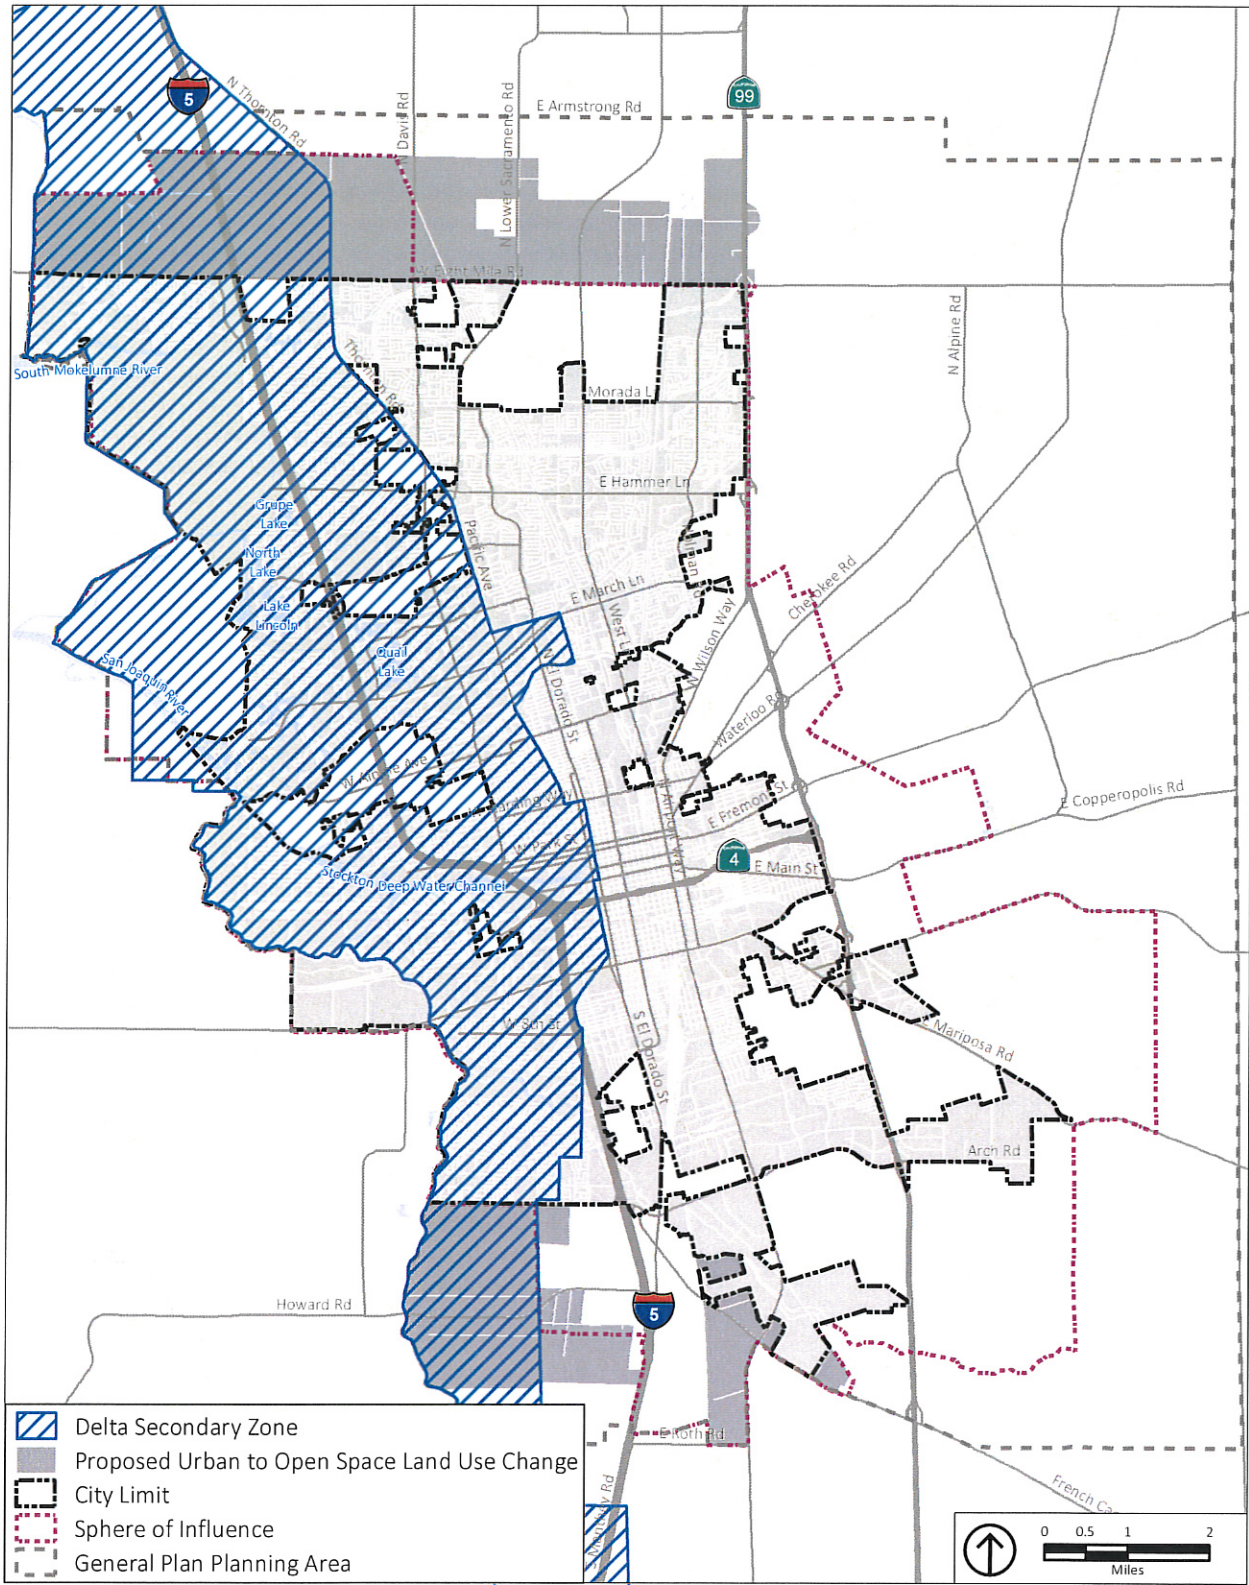 N Thornton Rd
5
N Davis Rd
N Lower Sacramento Rd
E Armstrong Rd
99
W Eight Mile Rd
N Alpine Rd
South Mokelumne River
Thornton Rd
Morada L
E Hammer Ln
Grupe
Lake
North
Lake
Lake
Lincoln
Quail
Lake
Pacific Ave
E March Ln
West L
Cherokee Rd
N Wilson Way
San Joaquin River
N El Dorado St
Waterloo Rd
W Alpine Ave
W Harding Way
N Airport Way
E Fremont St
E Copperopolis Rd
W Park St
4
E Main St
Stockton Deep Water Channel
W 8th St
S El Dorado St
E Mariposa Rd
Arch Rd
Howard Rd
5
E Roth Rd
S Manthey Rd
French Ca
Delta Secondary Zone
Proposed Urban to Open Space Land Use Change
City Limit
Sphere of Influence
General Plan Planning Area
0 0.5 1 2
Miles